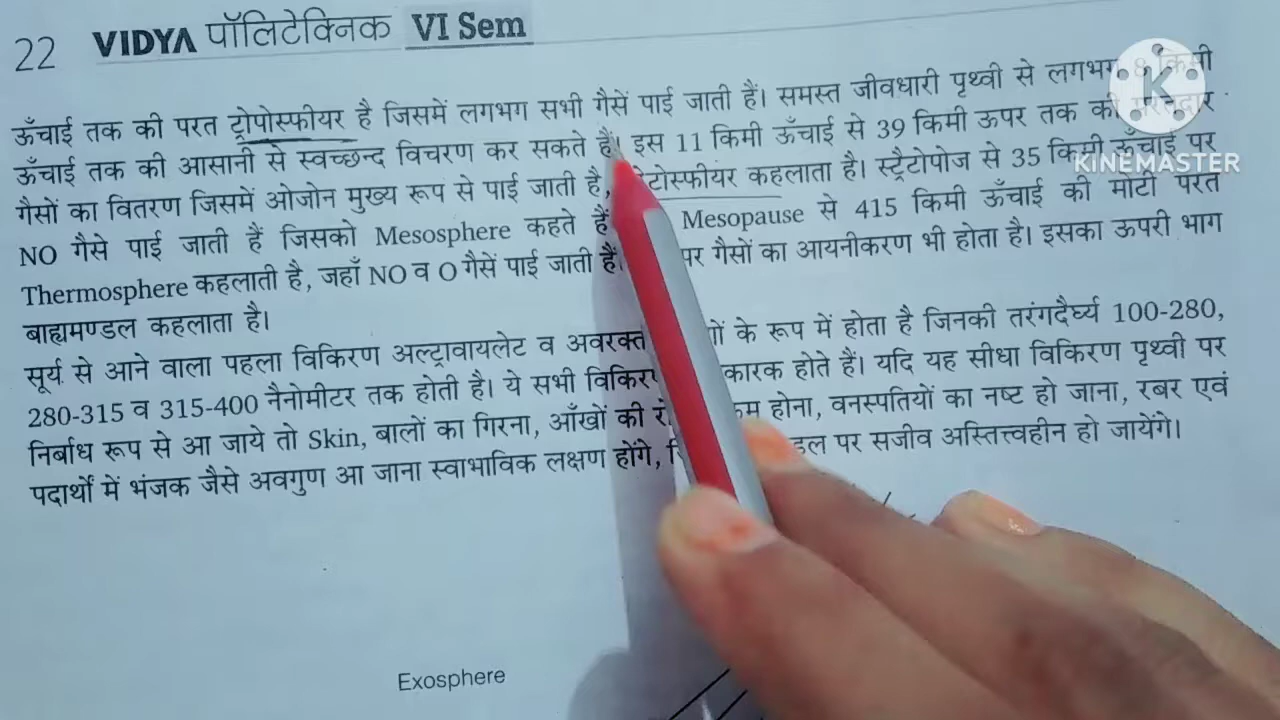 22 VIDYA पॉलिटेक्निक VI Sem
ऊँचाई तक की परत ट्रोपोस्फीयर है जिसमें लगभग सभी गैसें पाई जाती हैं। समस्त जीवधारी पृथ्वी से लगभग 8 किमी
ऊँचाई तक की आसानी से स्वच्छन्द विचरण कर सकते हैं। इस 11 किमी ऊँचाई से 39 किमी ऊपर तक की
गैसों का वितरण जिसमें ओजोन मुख्य रूप से पाई जाती है, कहलाता है। स्ट्रैटोपोज से 35 किमी ऊँचाई पर
NO गैसे पाई जाती हैं जिसको Mesosphere कहते हैं Mesopause से 415 किमी ऊँचाई की मोटी परत
Thermosphere कहलाती है, जहाँ NO व O गैसें पाई जाती हैं। पर गैसों का आयनीकरण भी होता है। इसका ऊपरी भाग
बाह्यमण्डल कहलाता है।
सूर्य से आने वाला पहला विकिरण अल्ट्रावायलेट व अवरक्त के रूप में होता है जिनकी तरंगदैर्घ्य 100-280,
280-315 व 315-400 नैनोमीटर तक होती है। ये सभी होते हैं। यदि यह सीधा विकिरण पृथ्वी पर
निर्बाध रूप से आ जाये तो Skin, बालों का गिरना, आँखों की होना, वनस्पतियों का नष्ट हो जाना, रबर एवं
पदार्थों में भंजक जैसे अवगुण आ जाना स्वाभाविक लक्षण होंगे, पर सजीव अस्तित्त्वहीन हो जायेंगे।
Exosphere
KINEMASTER